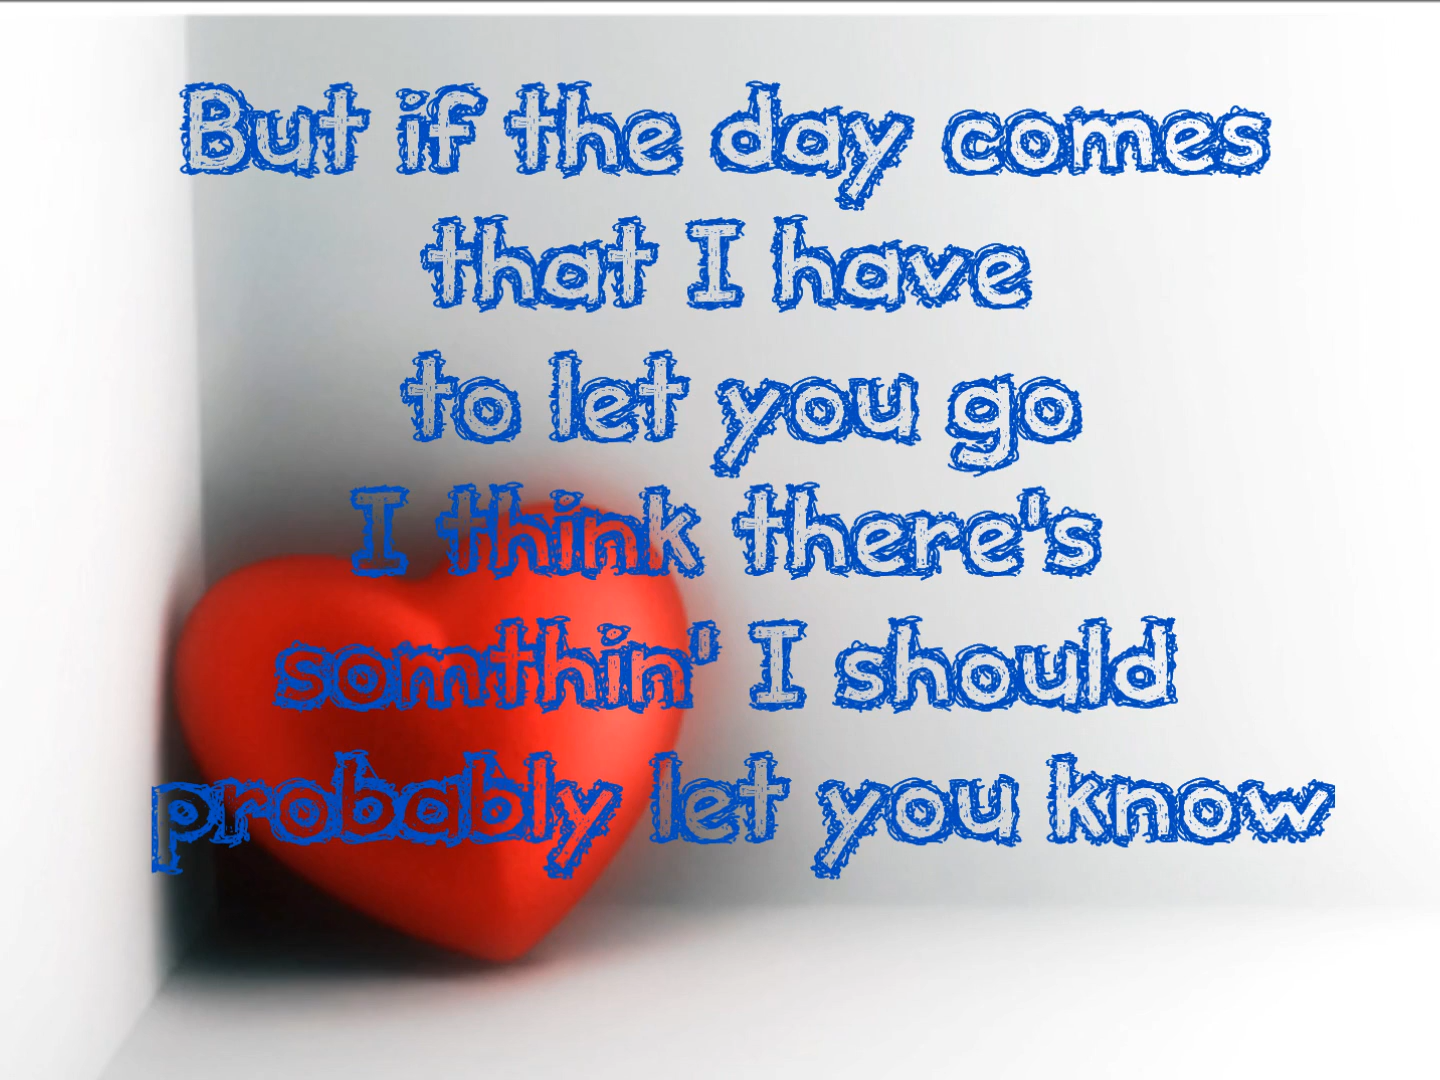 But if the day comes
that I have
to let you go
I think there's
somthin' I should
probably let you know